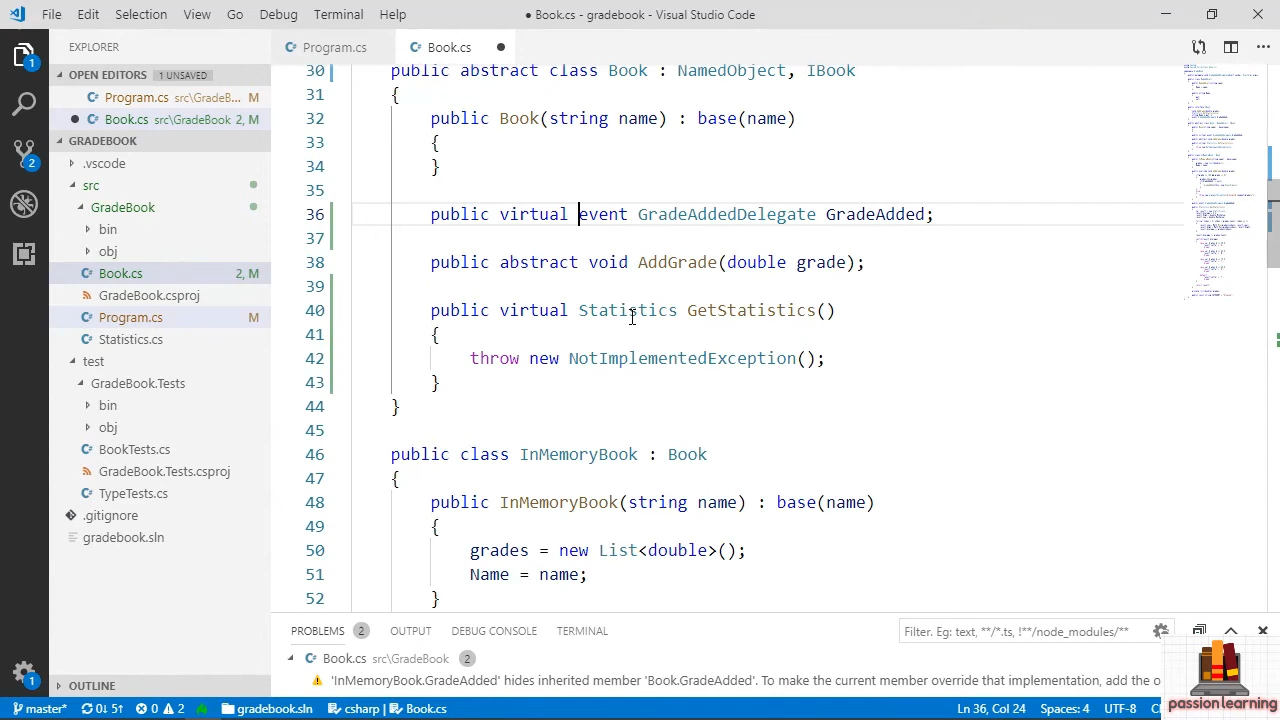 File Edit Selection View Go Debug Terminal Help
● Book.cs - gradebook - Visual Studio Code
EXPLORER
OPEN EDITORS 1 UNSAVED
Program.cs src\GradeB... M
Book.cs src\GradeBook 2, M
GRADEBOOK
.vscode
src
GradeBook
bin
obj
Book.cs 2, M
GradeBook.csproj
Program.cs M
Statistics.cs
test
GradeBook.Tests
bin
obj
BookTests.cs
GradeBook.Tests.csproj
TypeTests.cs
.gitignore
gradebook.sln
OUTLINE
1
2
1
Program.cs
Book.cs
30 public abstract class Book : NamedObject, IBook
31 {
32 public Book(string name) : base(name)
35
36 public virtual event GradeAddedDelegate GradeAdded;
37
38 public abstract void AddGrade(double grade);
39
40 public virtual Statistics GetStatistics()
41 {
42 throw new NotImplementedException();
43 }
44 }
45
46 public class InMemoryBook : Book
47 {
48 public InMemoryBook(string name) : base(name)
49 {
50 grades = new List<double>();
51 Name = name;
52 }
PROBLEMS 2 OUTPUT DEBUG CONSOLE TERMINAL
Filter. Eg: text, **/*.ts, !**/node_modules/**
Book.cs src\GradeBook 2
'InMemoryBook.GradeAdded' hides inherited member 'Book.GradeAdded'. To make the current member override that implementation, add the o
passion learning
master* 0↓ 5↑ 0 2 gradebook.sln csharp | Book.cs
Ln 36, Col 24 Spaces: 4 UTF-8